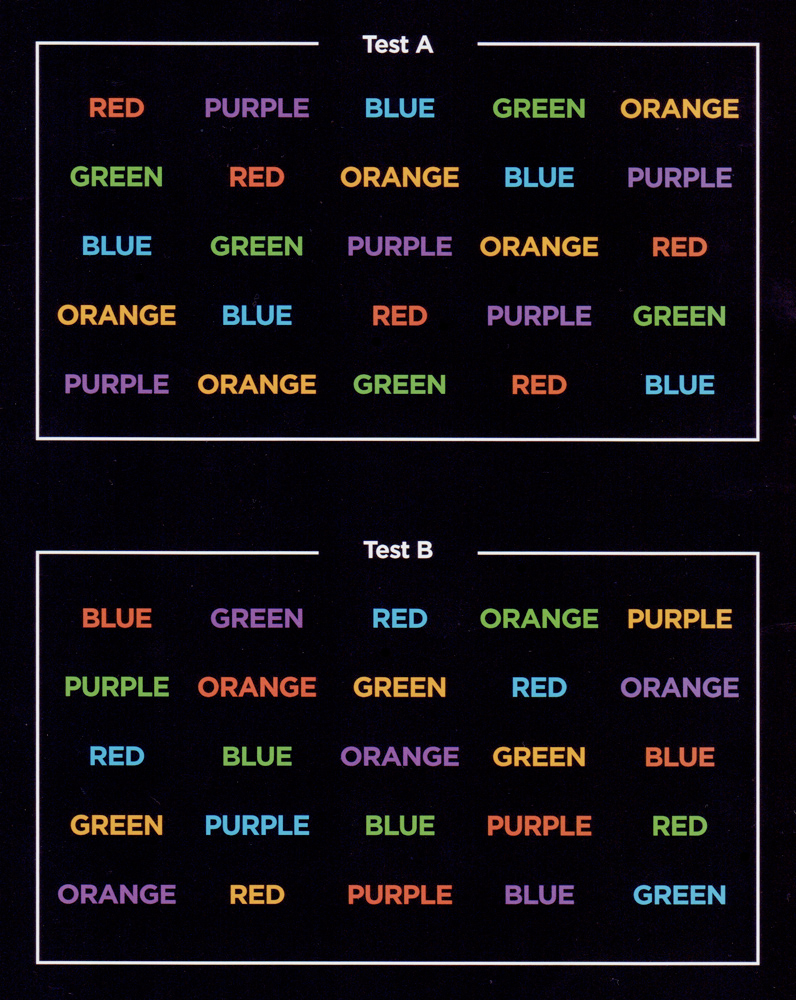 Test A
RED PURPLE BLUE GREEN ORANGE
GREEN RED ORANGE BLUE PURPLE
BLUE GREEN PURPLE ORANGE RED
ORANGE BLUE RED PURPLE GREEN
PURPLE ORANGE GREEN RED BLUE
Test B
BLUE GREEN RED ORANGE PURPLE
PURPLE ORANGE GREEN RED ORANGE
RED BLUE ORANGE GREEN BLUE
GREEN PURPLE BLUE PURPLE RED
ORANGE RED PURPLE BLUE GREEN